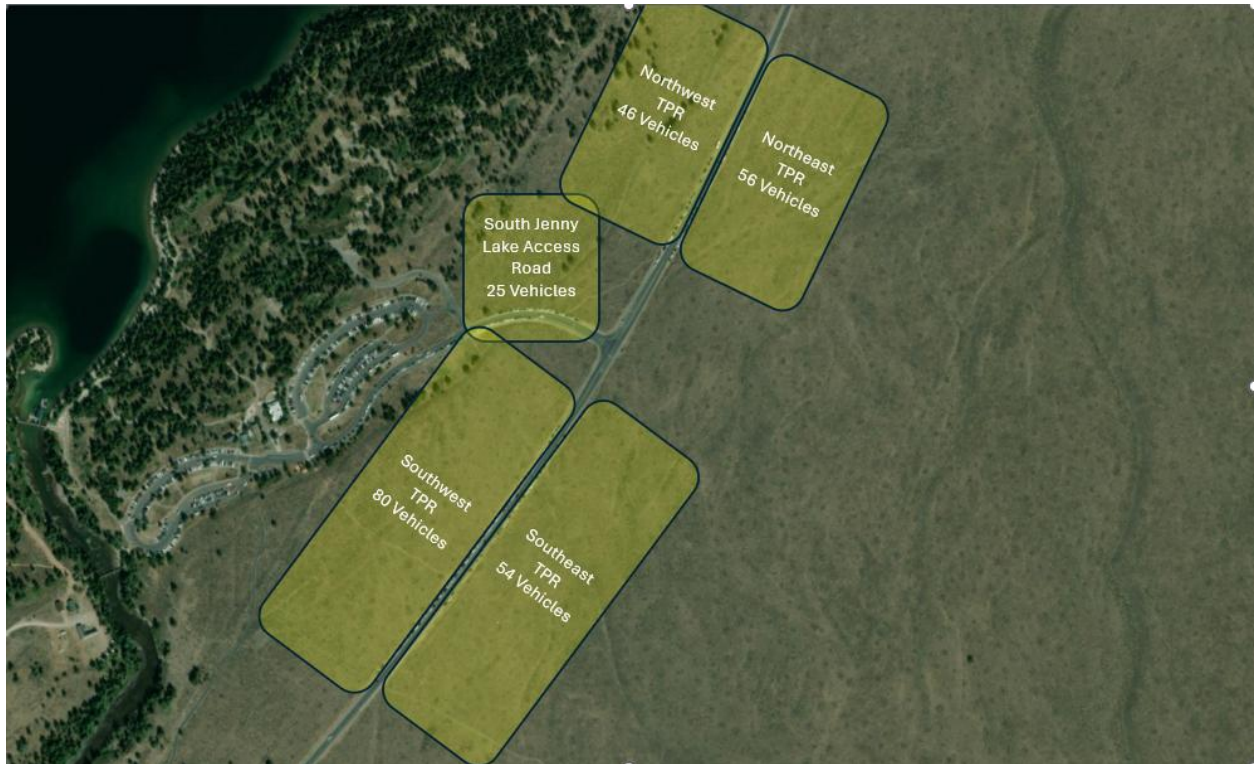 Northwest
TPR
46 Vehicles
Northeast
TPR
56 Vehicles
South Jenny
Lake Access
Road
25 Vehicles
Southwest
TPR
80 Vehicles
Southeast
TPR
54 Vehicles